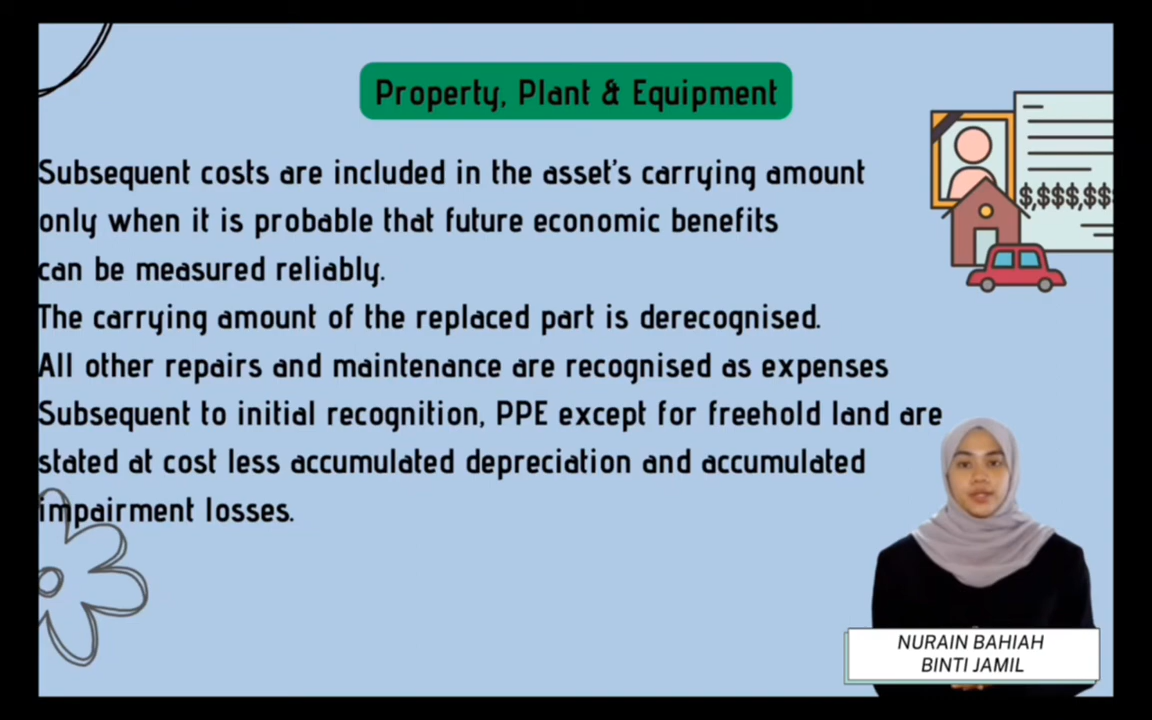 Property, Plant & Equipment
Subsequent costs are included in the asset's carrying amount
only when it is probable that future economic benefits
can be measured reliably.
The carrying amount of the replaced part is derecognised.
All other repairs and maintenance are recognised as expenses
Subsequent to initial recognition, PPE except for freehold land are
stated at cost less accumulated depreciation and accumulated
impairment losses.
$,$$$,$$
NURAIN BAHIAH
BINTI JAMIL